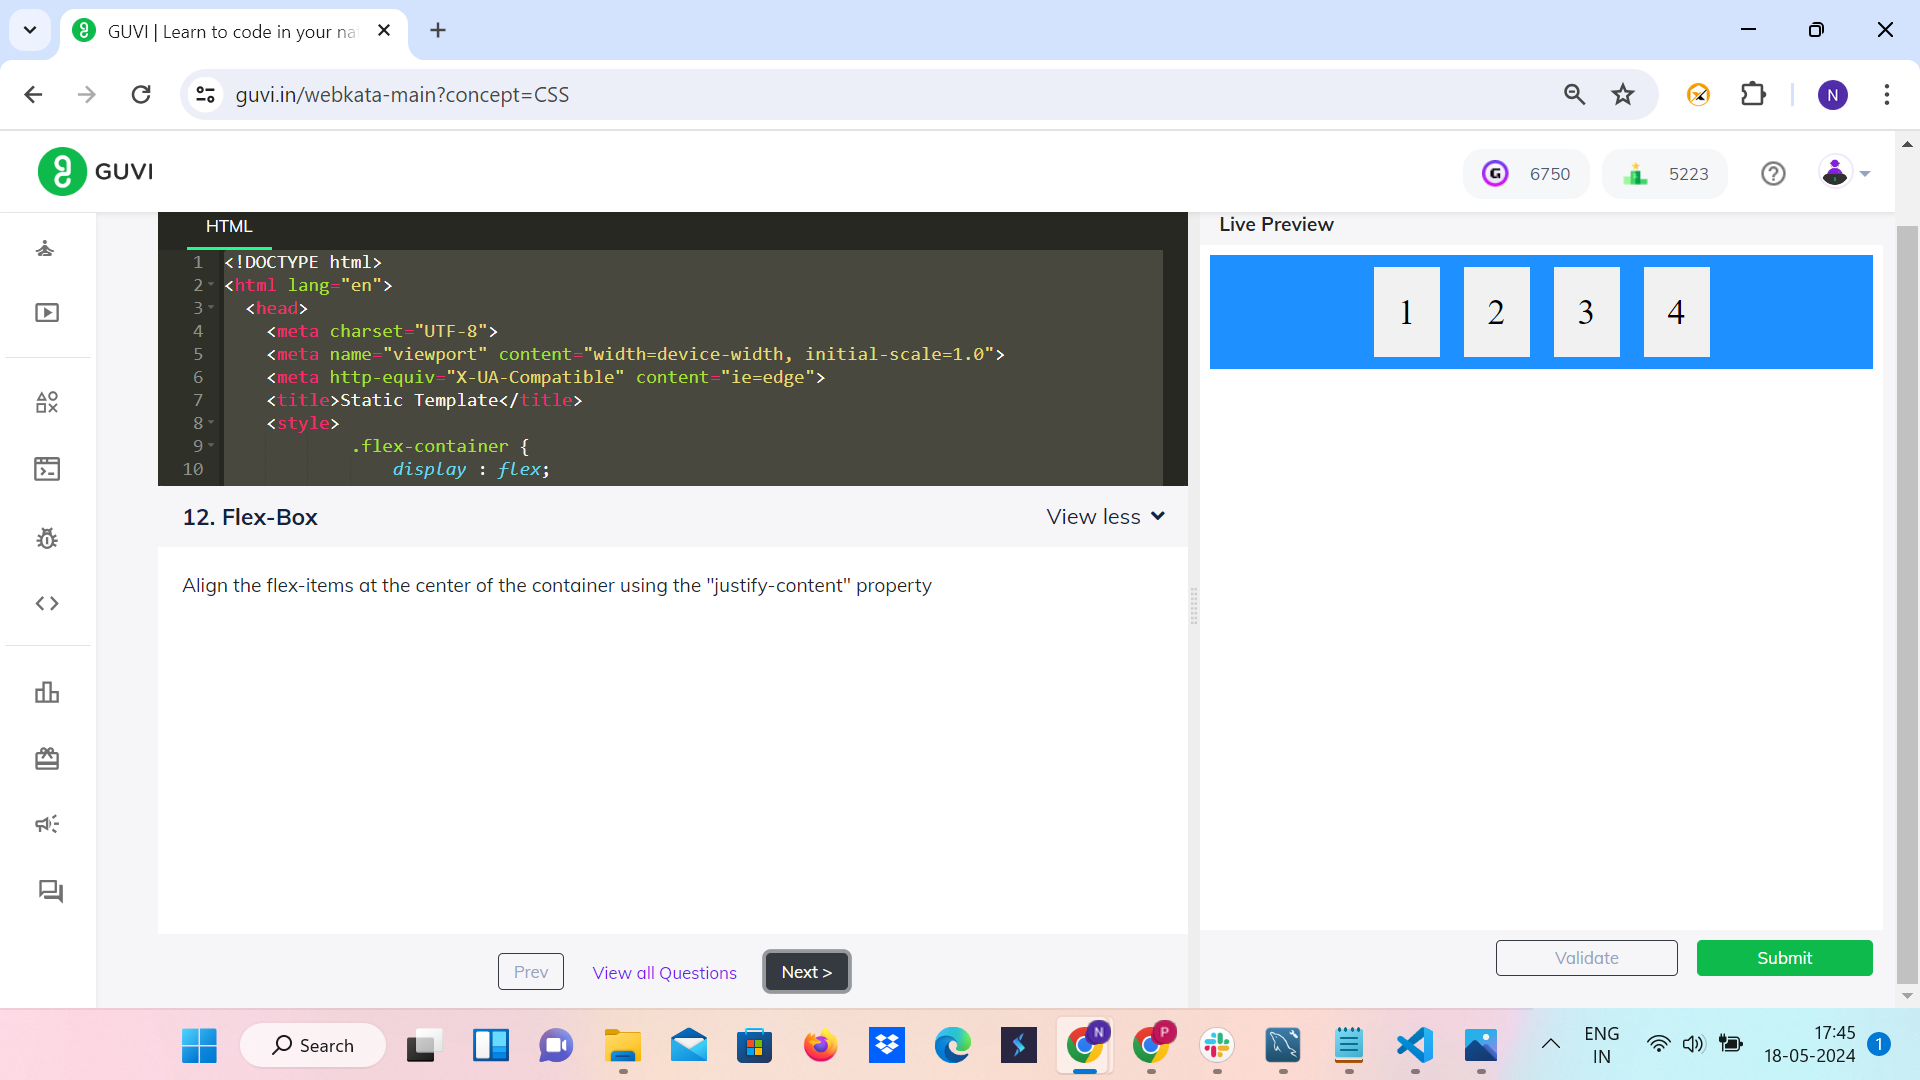 GUVI | Learn to code in your na
guvi.in/webkata-main?concept=CSS
N
GUVI
G 6750
5223
HTML
1 <!DOCTYPE html>
2 <html lang="en">
3 <head>
4 <meta charset="UTF-8">
5 <meta name="viewport" content="width=device-width, initial-scale=1.0">
6 <meta http-equiv="X-UA-Compatible" content="ie=edge">
7 <title>Static Template</title>
8 <style>
9 .flex-container {
10 display : flex;
Live Preview
1 2 3 4
12. Flex-Box
View less
Align the flex-items at the center of the container using the "justify-content" property
Prev
View all Questions
Next >
Validate
Submit
Search
N
P
ENG
IN
17:45
18-05-2024
1